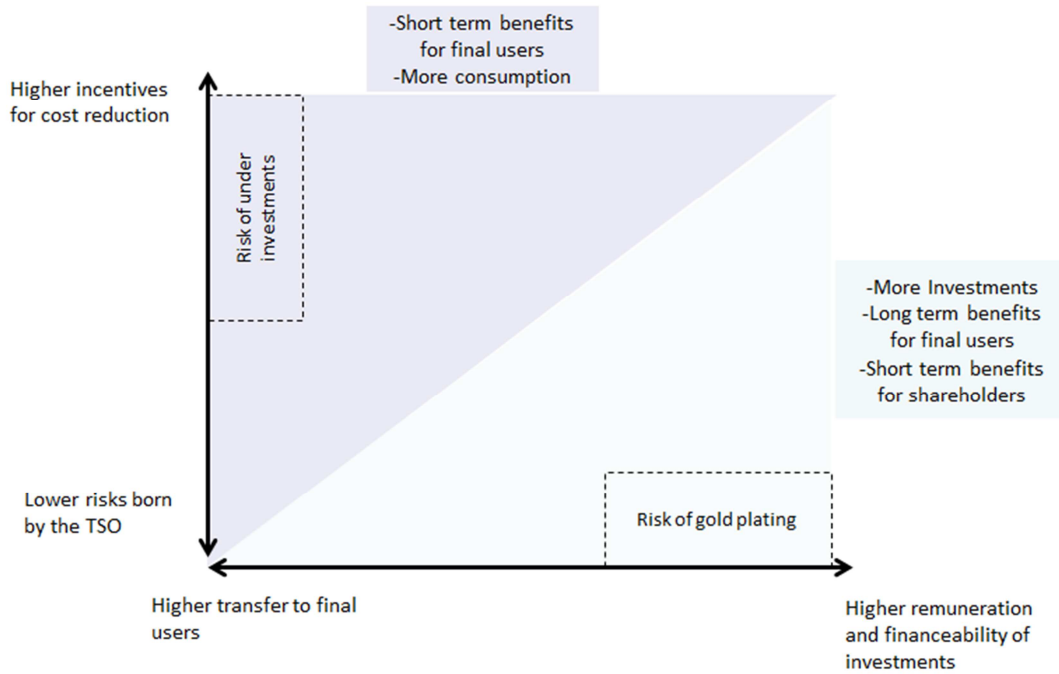 -Short term benefits
for final users
-More consumption
Higher incentives
for cost reduction
Risk of under
investments
-More Investments
-Long term benefits
for final users
-Short term benefits
for shareholders
Lower risks born
by the TSO
Risk of gold plating
Higher transfer to final
users
Higher remuneration
and financeability of
investments